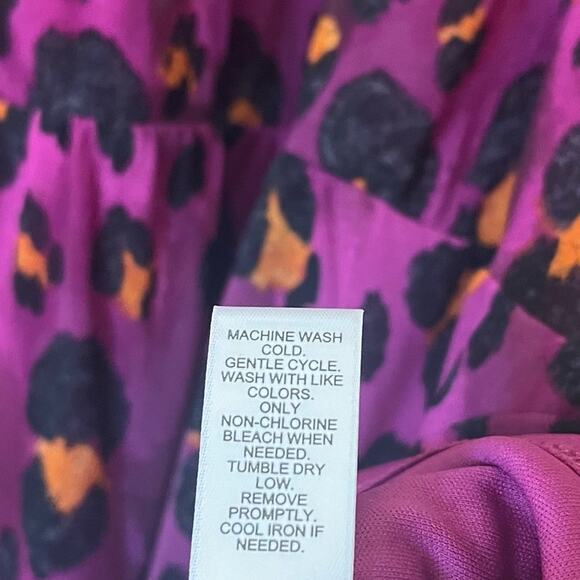 MACHINE WASH
COLD.
GENTLE CYCLE.
WASH WITH LIKE
COLORS.
ONLY
NON-CHLORINE
BLEACH WHEN
NEEDED.
TUMBLE DRY
LOW.
REMOVE
PROMPTLY.
COOL IRON IF
NEEDED.